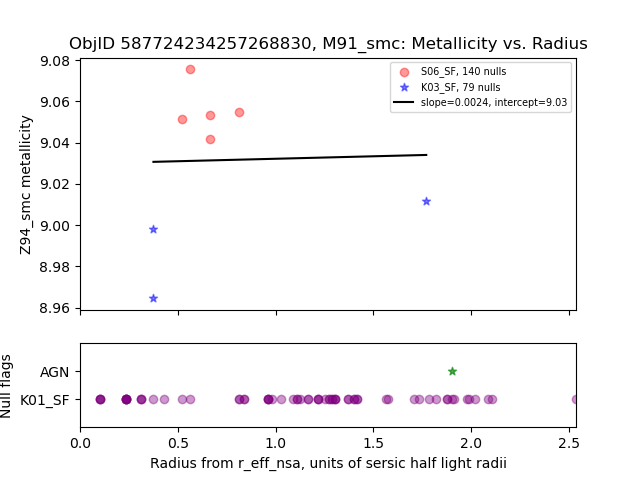 ObjID 587724234257268830, M91_smc: Metallicity vs. Radius
9.08
9.06
9.04
9.02
9.00
8.98
8.96
Z94_smc metallicity
S06_SF, 140 nulls
K03_SF, 79 nulls
slope=0.0024, intercept=9.03
Null flags
AGN
K01_SF
0.0 0.5 1.0 1.5 2.0 2.5
Radius from r_eff_nsa, units of sersic half light radii